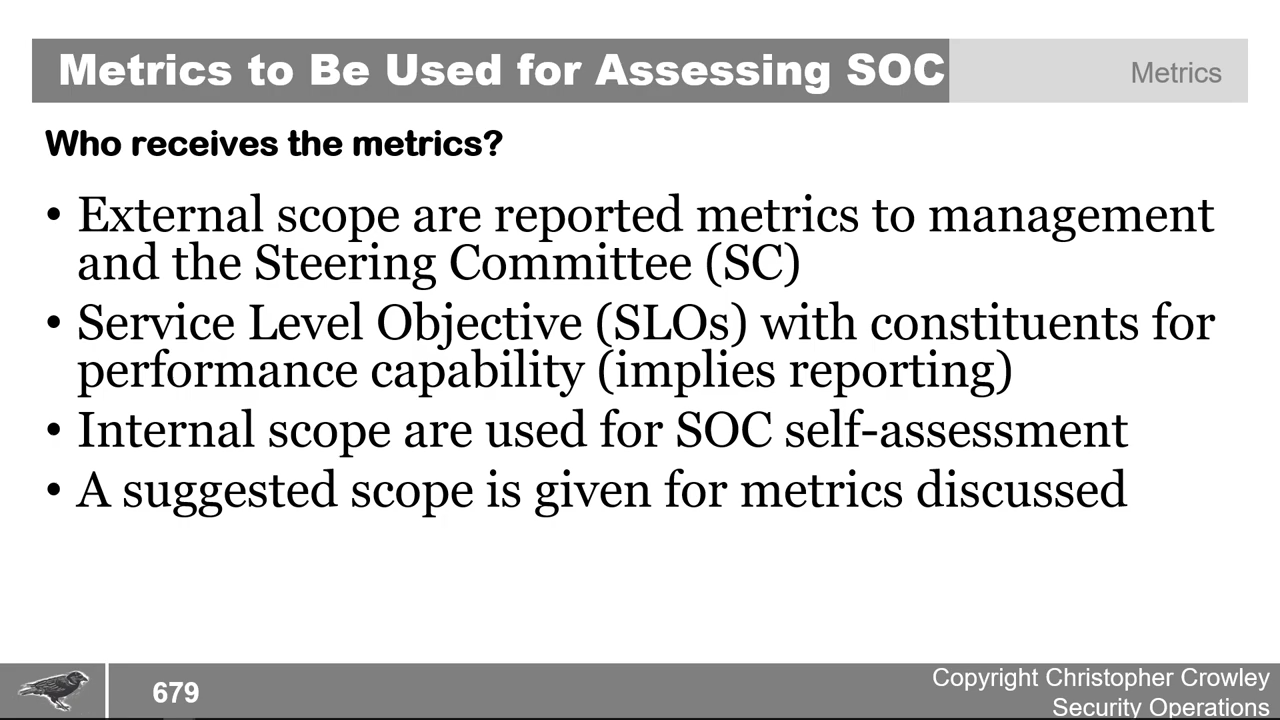 Metrics to Be Used for Assessing SOC
Metrics
Who receives the metrics?
• External scope are reported metrics to management
and the Steering Committee (SC)
• Service Level Objective (SLOs) with constituents for
performance capability (implies reporting)
• Internal scope are used for SOC self-assessment
• A suggested scope is given for metrics discussed
679
Copyright Christopher Crowley
Security Operations